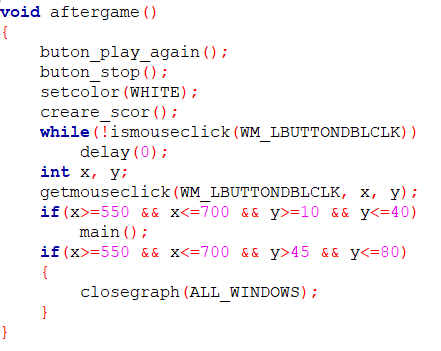 void aftergame()
{
    buton_play_again();
    buton_stop();
    setcolor(WHITE);
    creare_scor();
    while(!ismouseclick(WM_LBUTTONDBLCLK))
        delay(0);
    int x, y;
    getmouseclick(WM_LBUTTONDBLCLK, x, y);
    if(x>=550 && x<=700 && y>=10 && y<=40)
        main();
    if(x>=550 && x<=700 && y>45 && y<=80)
    {
        closegraph(ALL_WINDOWS);
    }
}